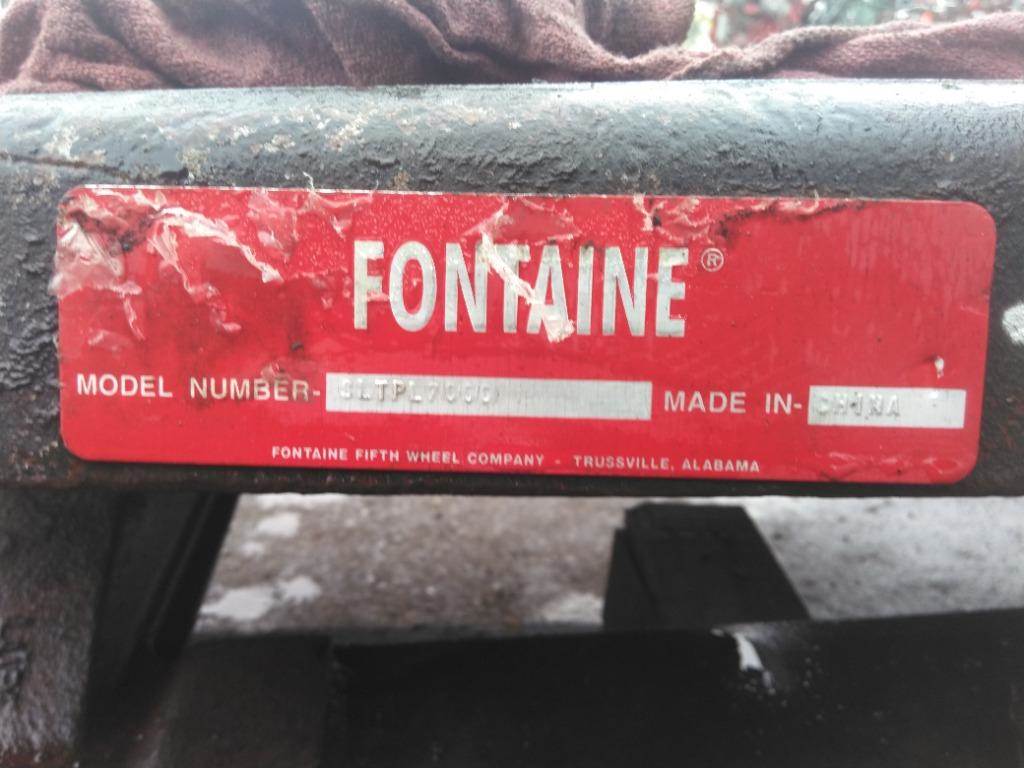 FONTAINE®
MODEL NUMBER- SLTPL7000 MADE IN- CHINA
FONTAINE FIFTH WHEEL COMPANY - TRUSSVILLE, ALABAMA